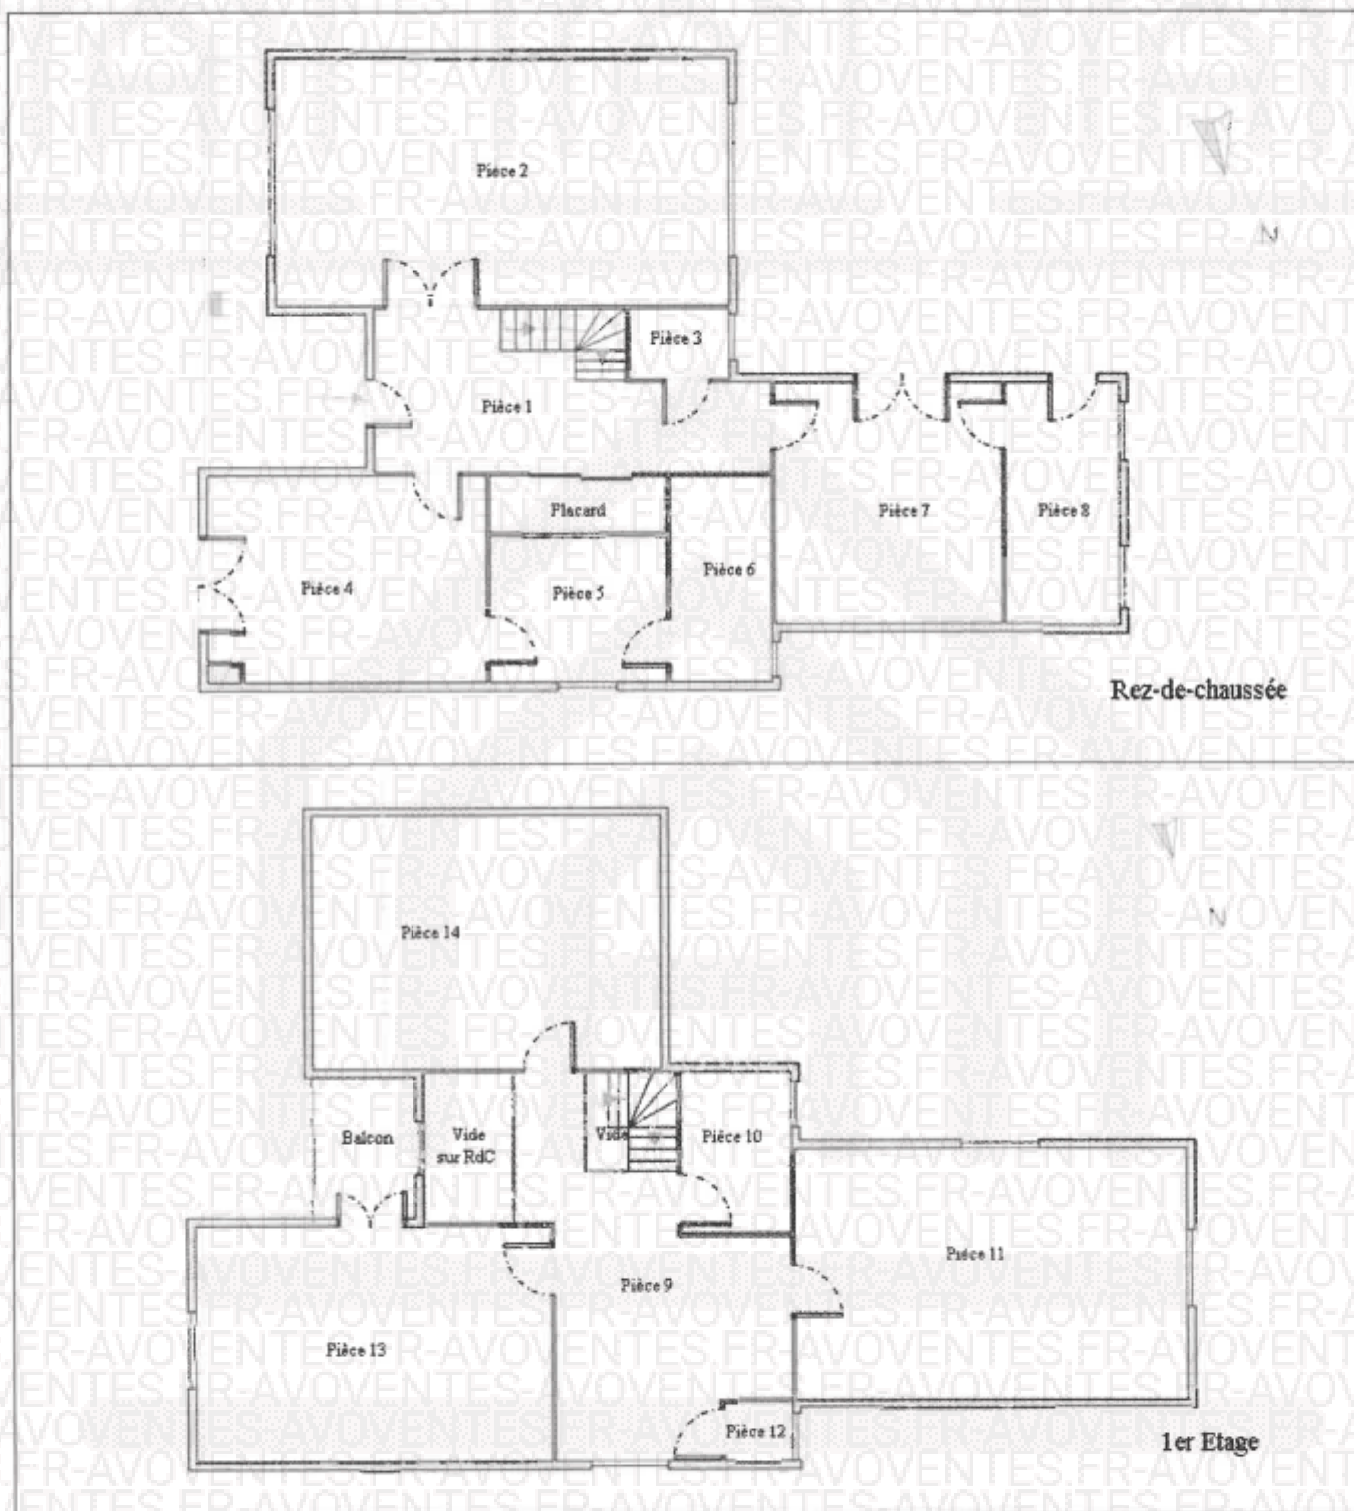 Pièce 2
N
Pièce 3
Pièce 1
Placard
Pièce 7
Pièce 8
Pièce 4
Pièce 5
Pièce 6
Rez-de-chaussée
Pièce 14
N
Balcon
Vide
sur RdC
Vide
Pièce 10
Pièce 11
Pièce 9
Pièce 13
Pièce 12
1er Etage
AVOVENTES.FR